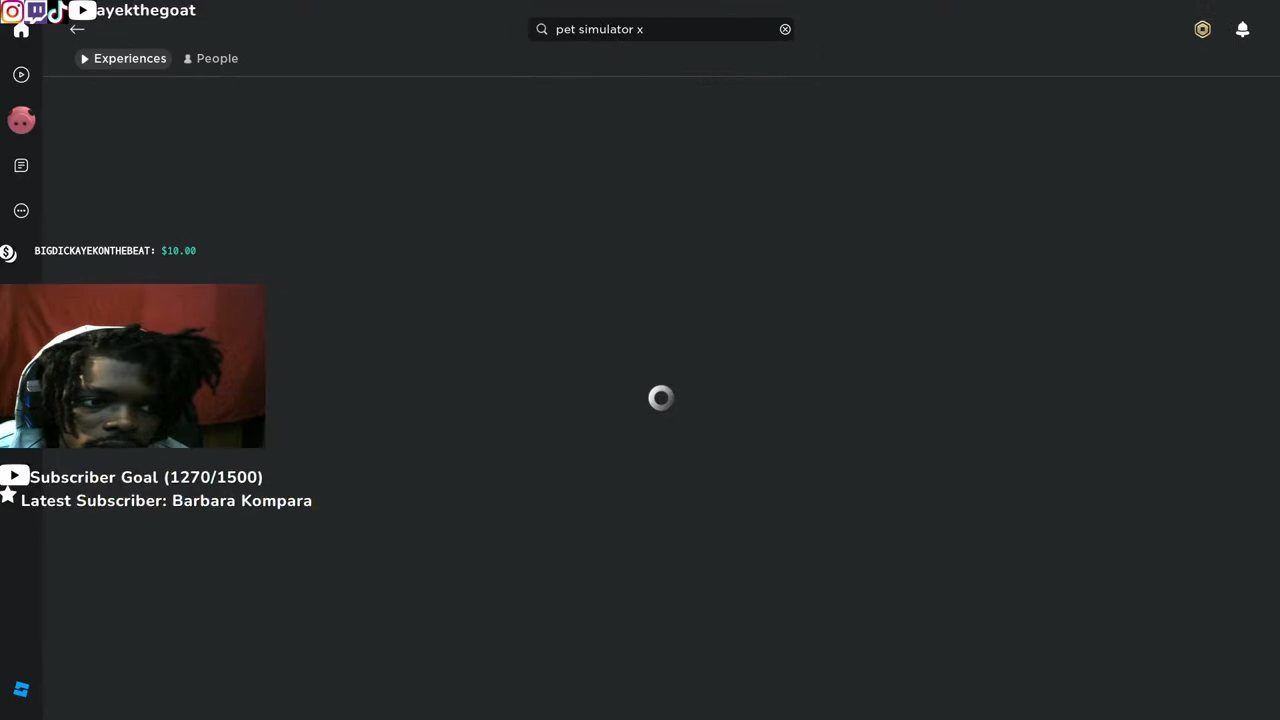 ayekthegoat
pet simulator x
Experiences
People
BIGDICKAYEKONTHEBEAT: $10.00
Subscriber Goal (1270/1500)
Latest Subscriber: Barbara Kompara